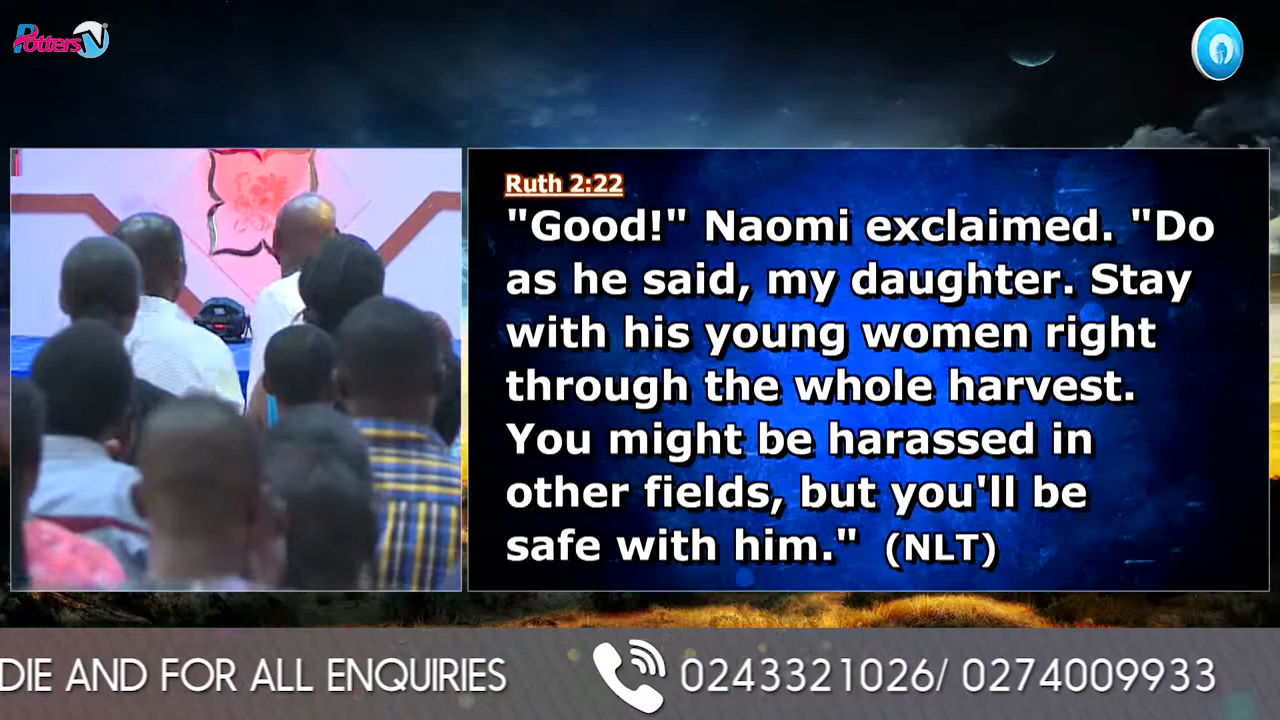 PottersTV
Ruth 2:22
"Good!" Naomi exclaimed. "Do
as he said, my daughter. Stay
with his young women right
through the whole harvest.
You might be harassed in
other fields, but you'll be
safe with him." (NLT)
DIE AND FOR ALL ENQUIRIES 0243321026/ 0274009933